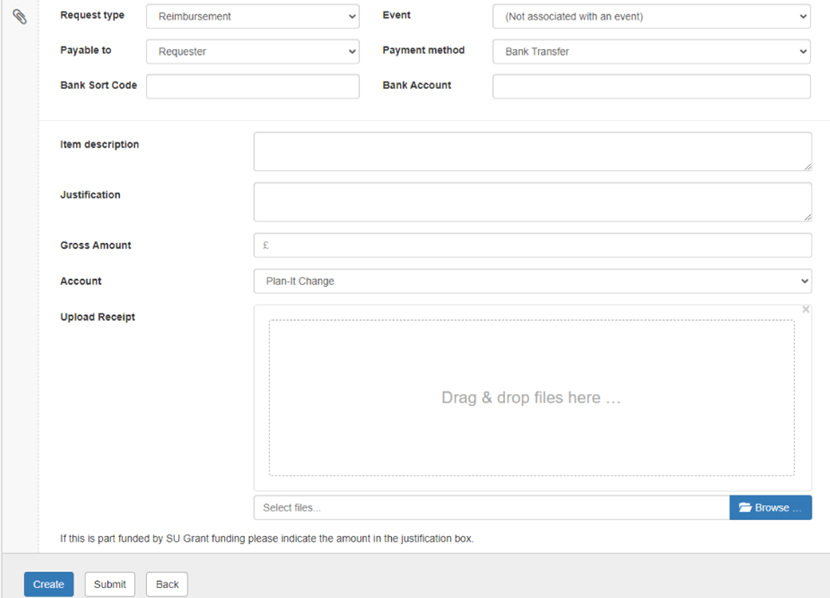 Request type Reimbursement Event (Not associated with an event)
Payable to Requester Payment method Bank Transfer
Bank Sort Code Bank Account
Item description
Justification
Gross Amount £
Account Plan-It Change
Upload Receipt
Drag & drop files here …
Select files... Browse ...
If this is part funded by SU Grant funding please indicate the amount in the justification box.
Create Submit Back